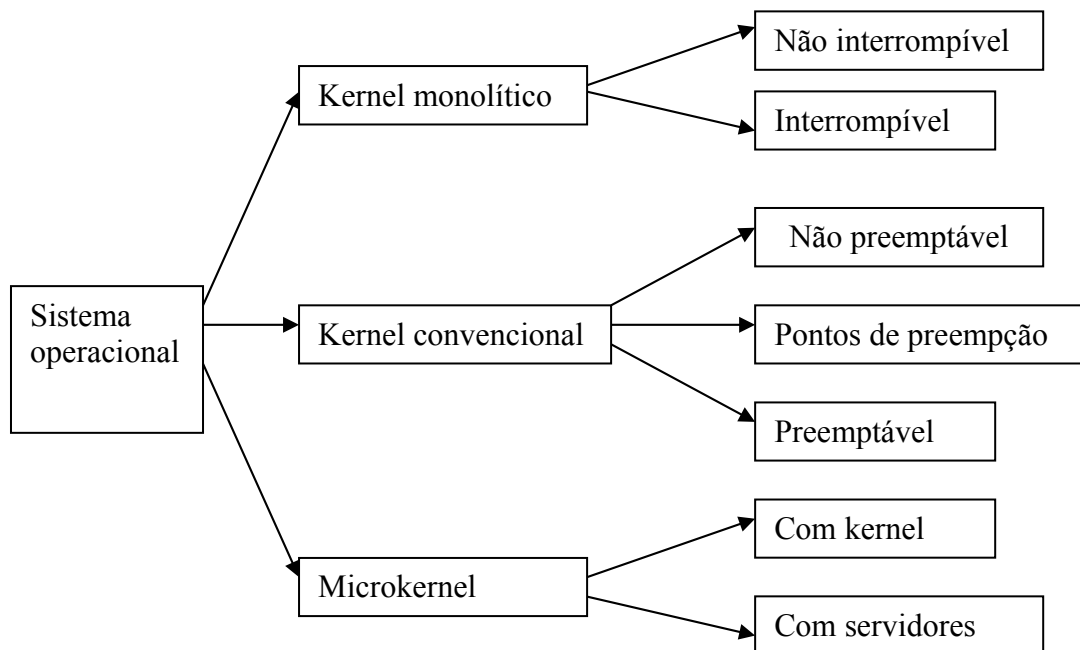 Não interrompível
Kernel monolítico
Interrompível
Não preemptável
Sistema
operacional
Kernel convencional
Pontos de preempção
Preemptável
Com kernel
Microkernel
Com servidores